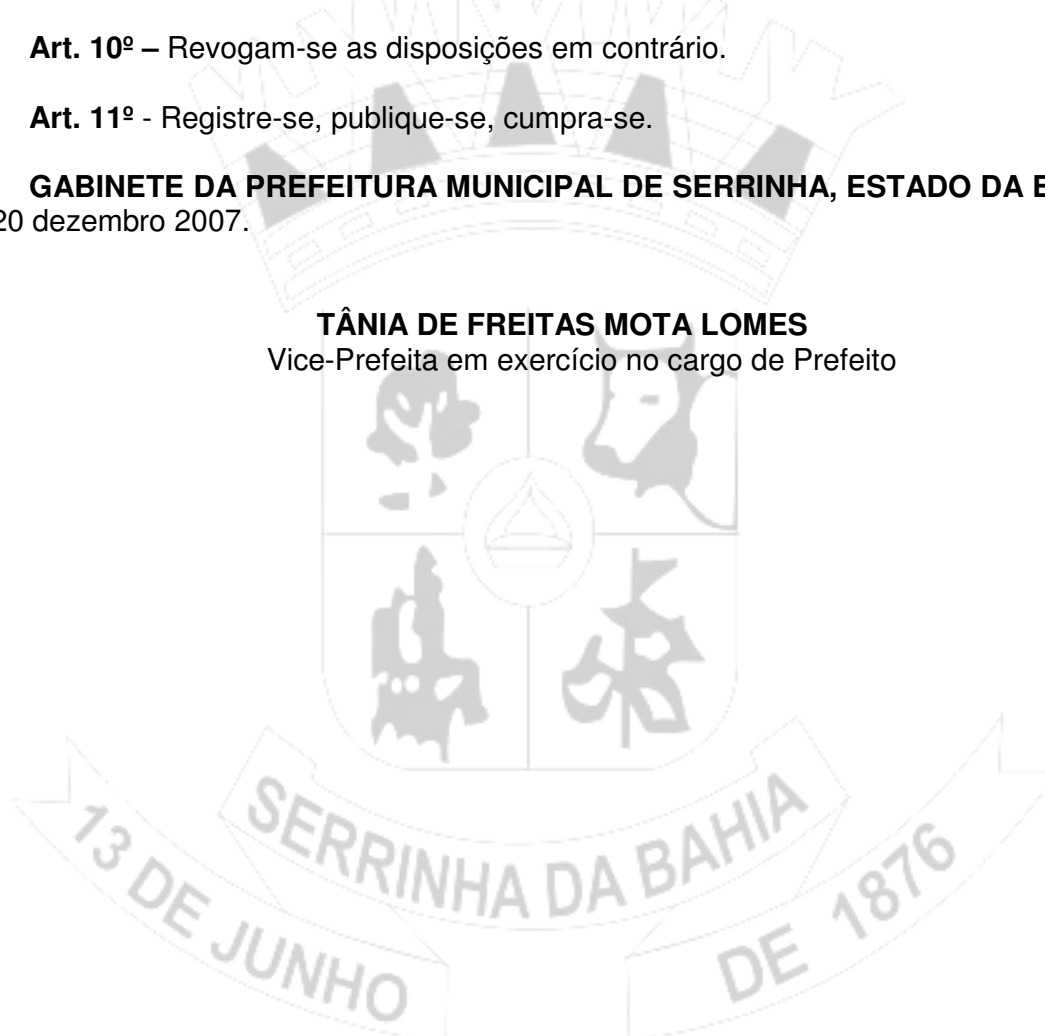 Art. 10º – Revogam-se as disposições em contrário.
Art. 11º - Registre-se, publique-se, cumpra-se.
GABINETE DA PREFEITURA MUNICIPAL DE SERRINHA, ESTADO DA
20 dezembro 2007.
TÂNIA DE FREITAS MOTA LOMES
Vice-Prefeita em exercício no cargo de Prefeito
SERRINHA DA BAHIA
13 DE JUNHO DE 1876